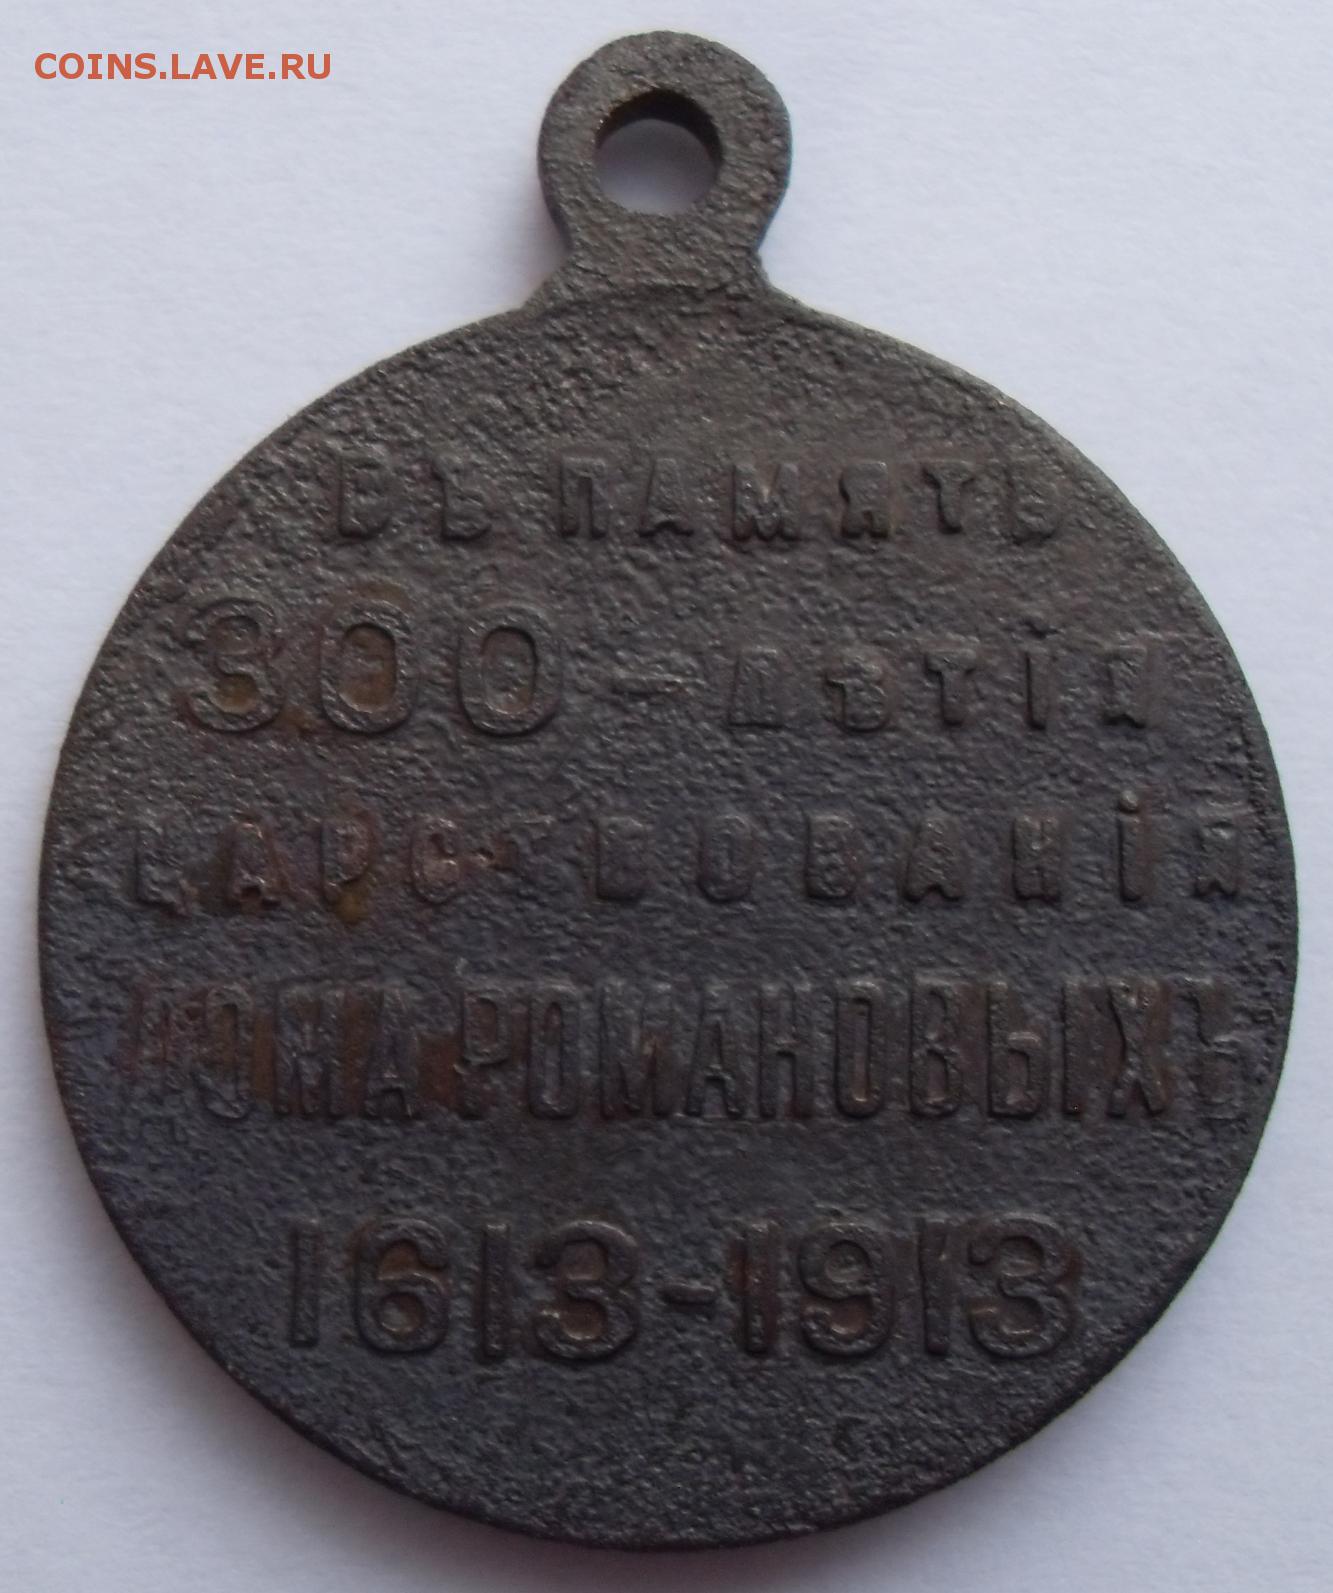 COINS.LAVE.RU
ВЪ ПАМЯТЬ
300-ЛѢТІЯ
ЦАРСТВОВАНІЯ
ДОМА РОМАНОВЫХЪ
1613-1913